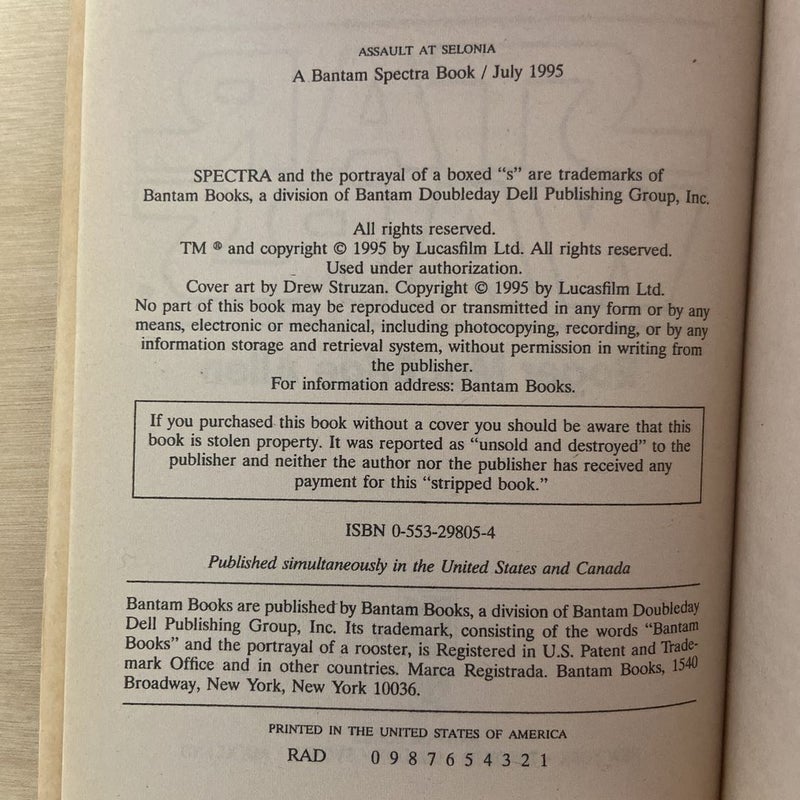 ASSAULT AT SELONIA
A Bantam Spectra Book / July 1995
SPECTRA and the portrayal of a boxed “s” are trademarks of
Bantam Books, a division of Bantam Doubleday Dell Publishing Group, Inc.
All rights reserved.
TM ® and copyright © 1995 by Lucasfilm Ltd. All rights reserved.
Used under authorization.
Cover art by Drew Struzan. Copyright © 1995 by Lucasfilm Ltd.
No part of this book may be reproduced or transmitted in any form or by any
means, electronic or mechanical, including photocopying, recording, or by any
information storage and retrieval system, without permission in writing from
the publisher.
For information address: Bantam Books.
If you purchased this book without a cover you should be aware that this
book is stolen property. It was reported as “unsold and destroyed” to the
publisher and neither the author nor the publisher has received any
payment for this “stripped book.”
ISBN 0-553-29805-4
Published simultaneously in the United States and Canada
Bantam Books are published by Bantam Books, a division of Bantam Doubleday
Dell Publishing Group, Inc. Its trademark, consisting of the words “Bantam
Books” and the portrayal of a rooster, is Registered in U.S. Patent and Trade-
mark Office and in other countries. Marca Registrada. Bantam Books, 1540
Broadway, New York, New York 10036.
PRINTED IN THE UNITED STATES OF AMERICA
RAD 0 9 8 7 6 5 4 3 2 1